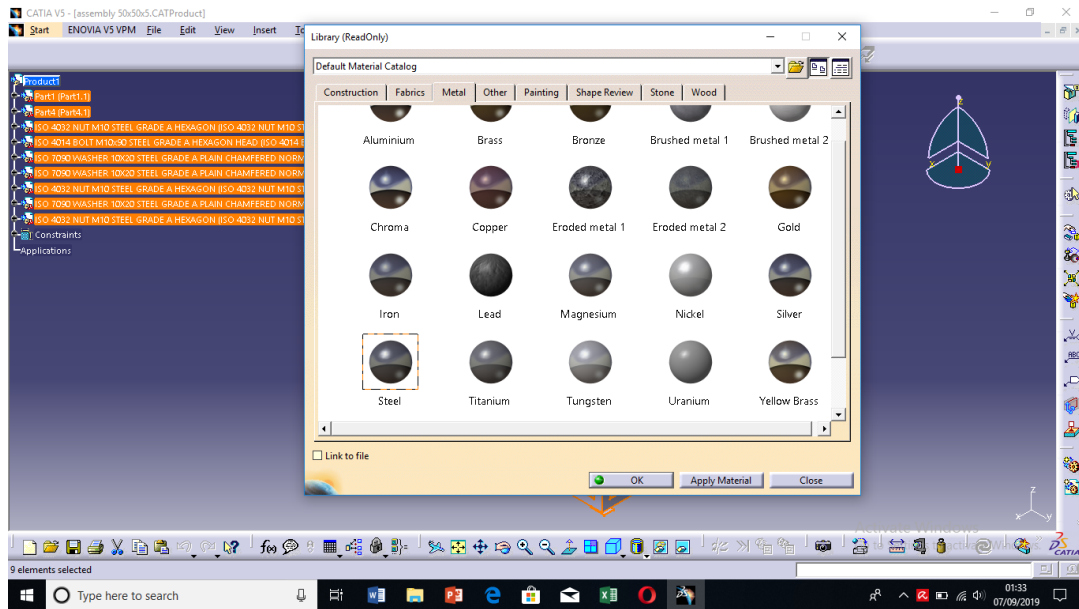 CATIA V5 - [assembly 50x50x5.CATProduct]
Start ENOVIA V5 VPM File Edit View Insert
Library (ReadOnly)
Default Material Catalog
Construction Fabrics Metal Other Painting Shape Review Stone Wood
Product1
Part1 (Part1.1)
Part4 (Part4.1)
ISO 4032 NUT M10 STEEL GRADE A HEXAGON (ISO 4032 NUT M10 ST
ISO 4014 BOLT M10x90 STEEL GRADE A HEXAGON HEAD (ISO 4014 B
ISO 7090 WASHER 10X20 STEEL GRADE A PLAIN CHAMFERED NORM
ISO 7090 WASHER 10X20 STEEL GRADE A PLAIN CHAMFERED NORM
ISO 4032 NUT M10 STEEL GRADE A HEXAGON (ISO 4032 NUT M10 ST
ISO 7090 WASHER 10X20 STEEL GRADE A PLAIN CHAMFERED NORM
ISO 4032 NUT M10 STEEL GRADE A HEXAGON (ISO 4032 NUT M10 ST
Constraints
Applications
Aluminium Brass Bronze Brushed metal 1 Brushed metal 2
Chroma Copper Eroded metal 1 Eroded metal 2 Gold
Iron Lead Magnesium Nickel Silver
Steel Titanium Tungsten Uranium Yellow Brass
Link to file
OK Apply Material Close
z
x y
z
x y
ABC
Activate Windows
f(x)
CATIA
9 elements selected
Type here to search
01:33
07/09/2019